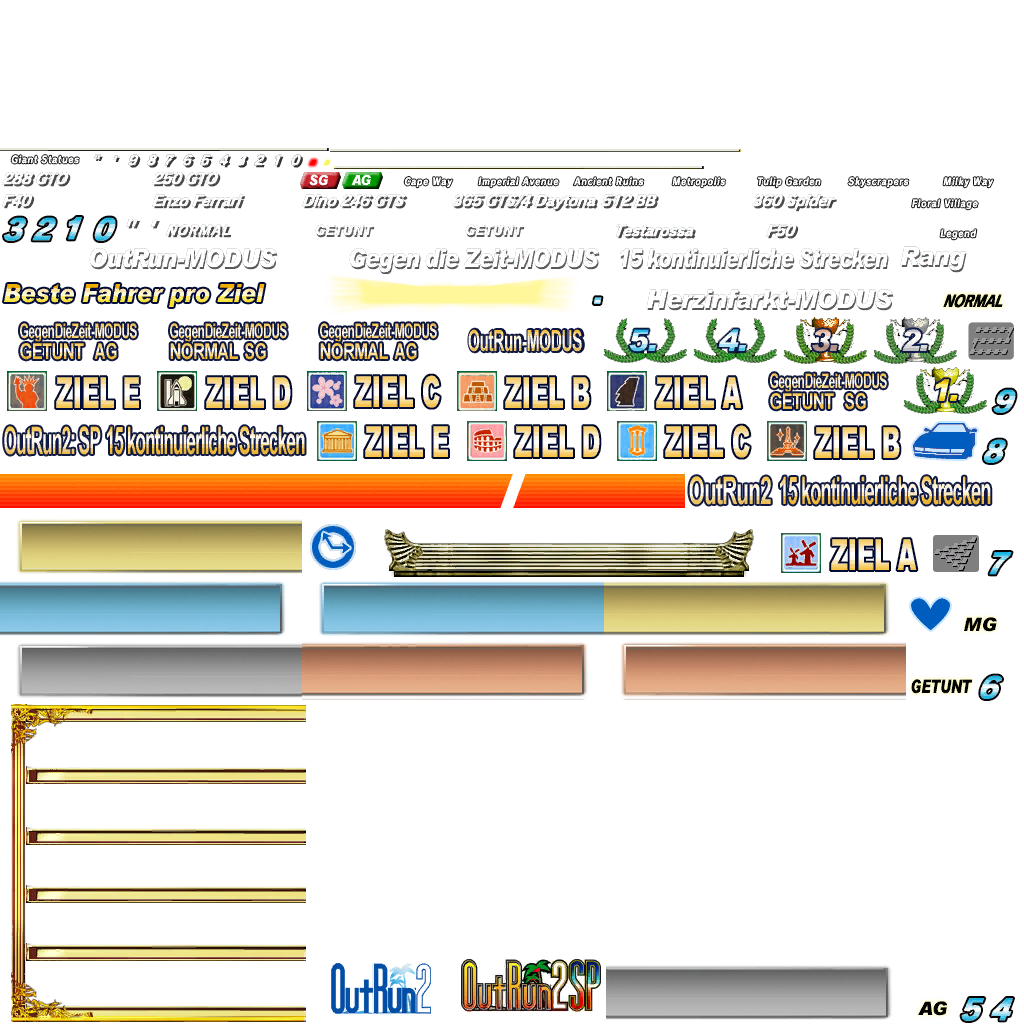 Giant Statues " ' 9 8 7 6 5 4 3 2 1 0
288 GTO 250 GTO SG AG Cape Way Imperial Avenue Ancient Ruins Metropolis Tulip Garden Skyscrapers Milky Way
F40 Enzo Ferrari Dino 246 GTS 365 GTS/4 Daytona 512 BB 360 Spider Floral Village
3 2 1 0 " ' NORMAL GETUNT GETUNT Testarossa F50 Legend
OutRun-MODUS Gegen die Zeit-MODUS 15 kontinuierliche Strecken Rang
Beste Fahrer pro Ziel . Herzinfarkt-MODUS NORMAL
GegenDieZeit-MODUS GegenDieZeit-MODUS GegenDieZeit-MODUS OutRun-MODUS 5. 4. 3. 2.
GETUNT AG NORMAL SG NORMAL AG
ZIEL E ZIEL D ZIEL C ZIEL B ZIEL A GegenDieZeit-MODUS 1. 9
GETUNT SG
OutRun2: SP 15 kontinuierliche Strecken ZIEL E ZIEL D ZIEL C ZIEL B 8
OutRun2 15 kontinuierliche Strecken
ZIEL A 7
MG
GETUNT 6
OutRun2 OutRun2SP
AG 5 4